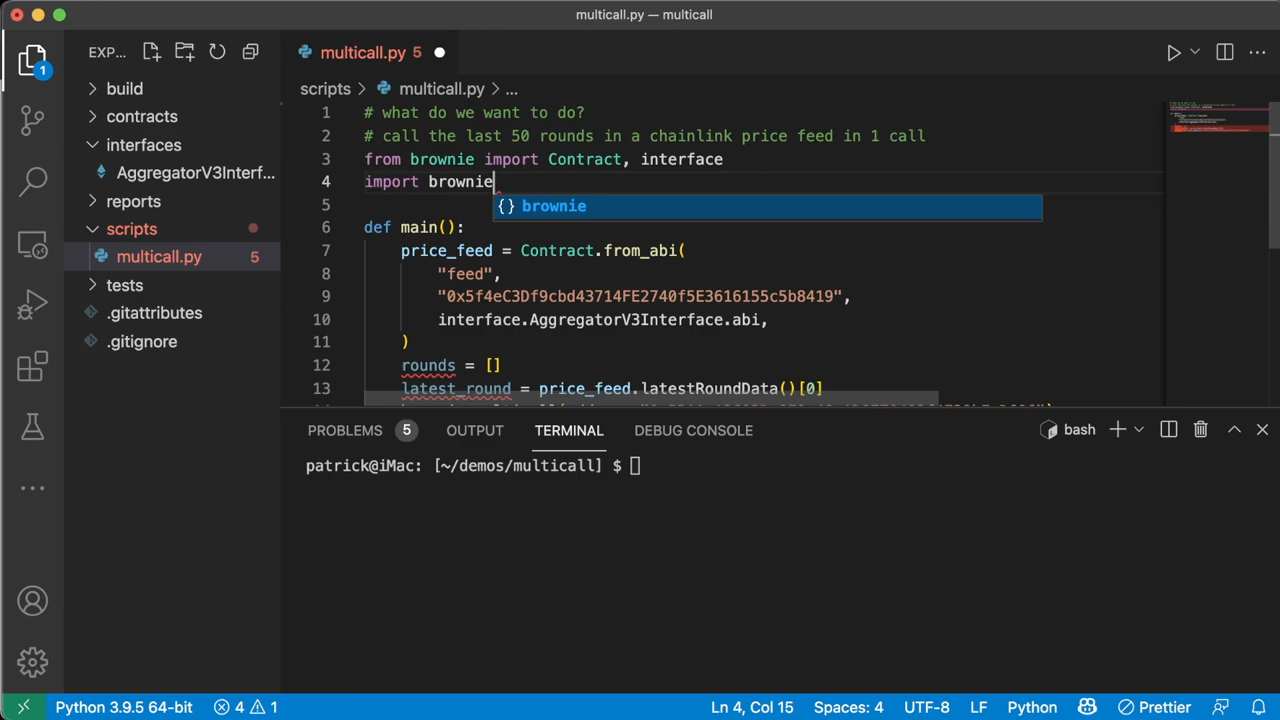 multicall.py — multicall
EXP...
multicall.py 5
1
build
contracts
interfaces
AggregatorV3Interf...
reports
scripts
multicall.py 5
tests
.gitattributes
.gitignore
scripts > multicall.py > ...
1 # what do we want to do?
2 # call the last 50 rounds in a chainlink price feed in 1 call
3 from brownie import Contract, interface
4 import brownie
{} brownie
5
6 def main():
7 price_feed = Contract.from_abi(
8 "feed",
9 "0x5f4eC3Df9cbd43714FE2740f5E3616155c5b8419",
10 interface.AggregatorV3Interface.abi,
11 )
12 rounds = []
13 latest_round = price_feed.latestRoundData()[0]
PROBLEMS 5 OUTPUT TERMINAL DEBUG CONSOLE bash
patrick@iMac: [~/demos/multicall] $
Python 3.9.5 64-bit 4 1 Ln 4, Col 15 Spaces: 4 UTF-8 LF Python Prettier